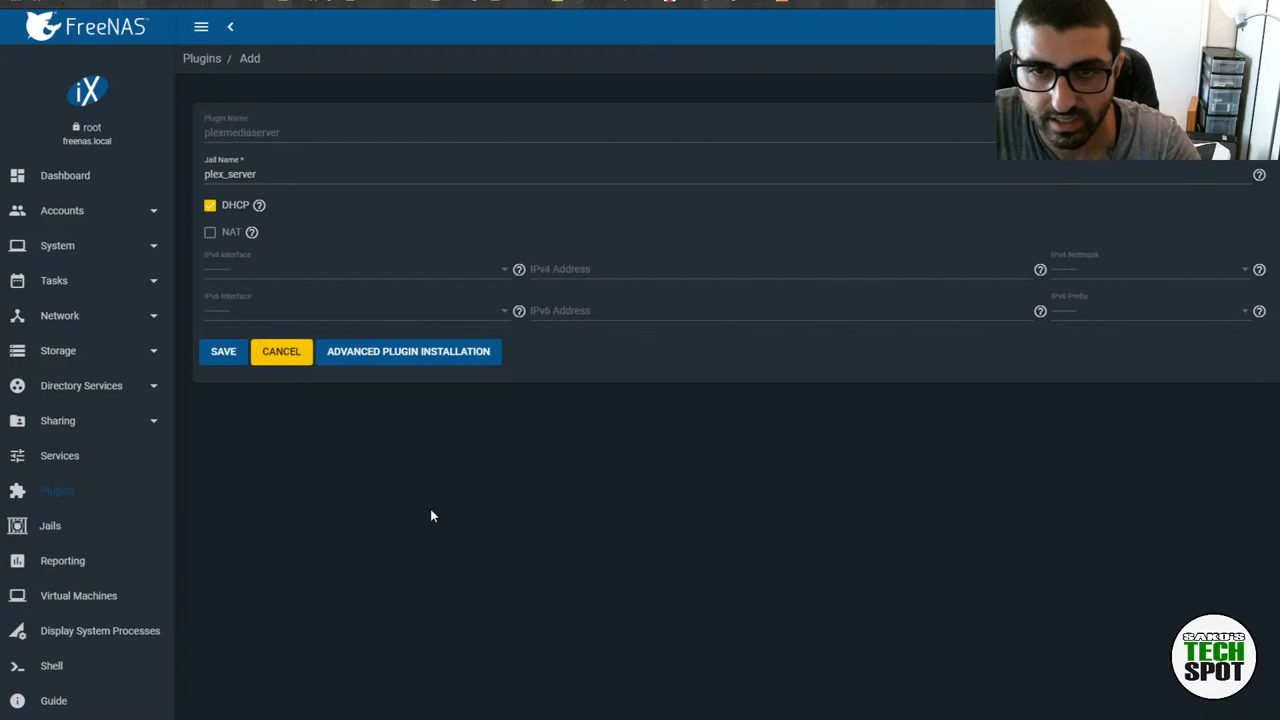 FreeNAS
Plugins / Add
iX
root
freenas.local
Dashboard
Accounts
System
Tasks
Network
Storage
Directory Services
Sharing
Services
Plugins
Jails
Reporting
Virtual Machines
Display System Processes
Shell
Guide
Plugin Name
plexmediaserver
Jail Name *
plex_server
DHCP
NAT
IPv4 interface
IPv4 Address
IPv4 Netmask
IPv6 Interface
IPv6 Address
IPv6 Prefix
SAVE CANCEL ADVANCED PLUGIN INSTALLATION
SAKO'S
TECH
SPOT